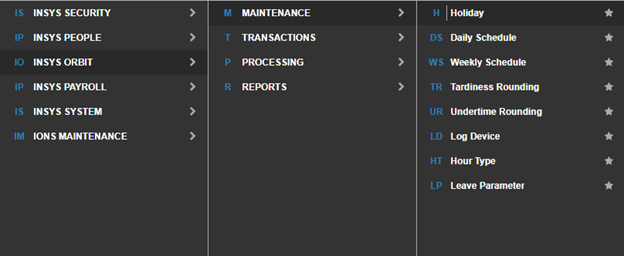 IS INSYS SECURITY
IP INSYS PEOPLE
IO INSYS ORBIT
IP INSYS PAYROLL
IS INSYS SYSTEM
IM IONS MAINTENANCE
M MAINTENANCE
T TRANSACTIONS
P PROCESSING
R REPORTS
H Holiday
DS Daily Schedule
WS Weekly Schedule
TR Tardiness Rounding
UR Undertime Rounding
LD Log Device
HT Hour Type
LP Leave Parameter